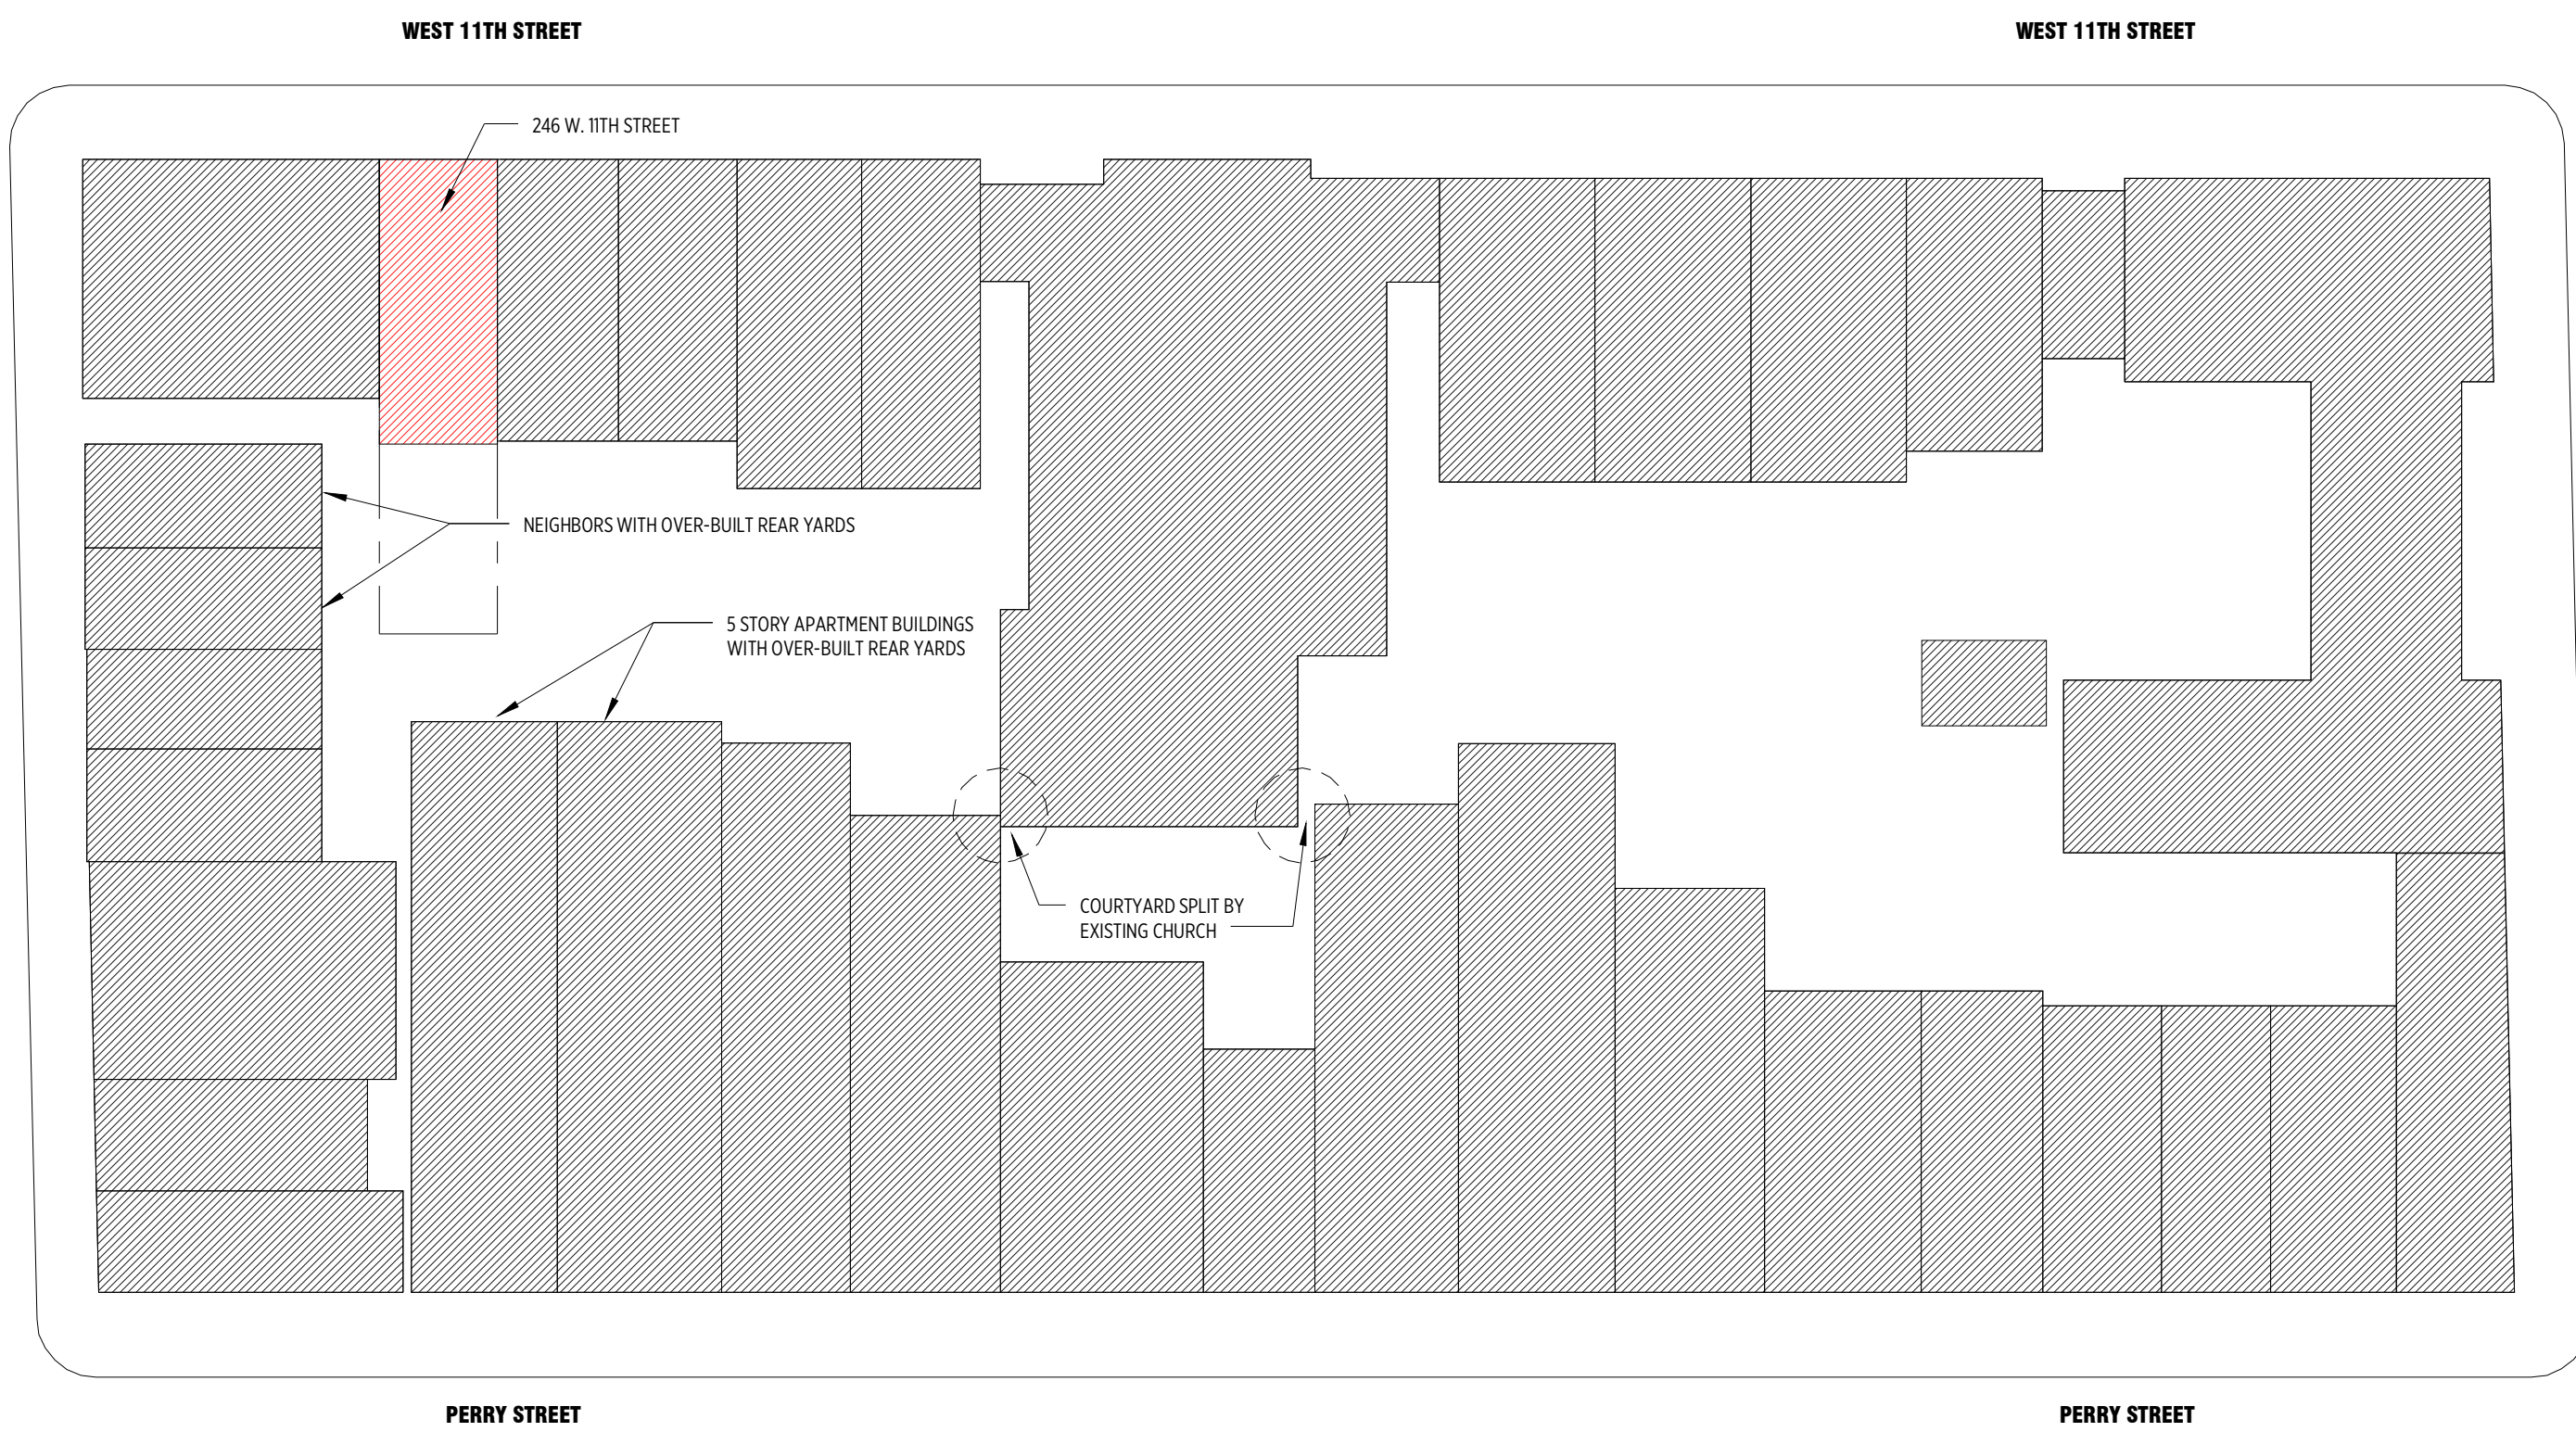 WEST 11TH STREET
WEST 11TH STREET
246 W. 11TH STREET
NEIGHBORS WITH OVER-BUILT REAR YARDS
5 STORY APARTMENT BUILDINGS
WITH OVER-BUILT REAR YARDS
COURTYARD SPLIT BY
EXISTING CHURCH
PERRY STREET
PERRY STREET